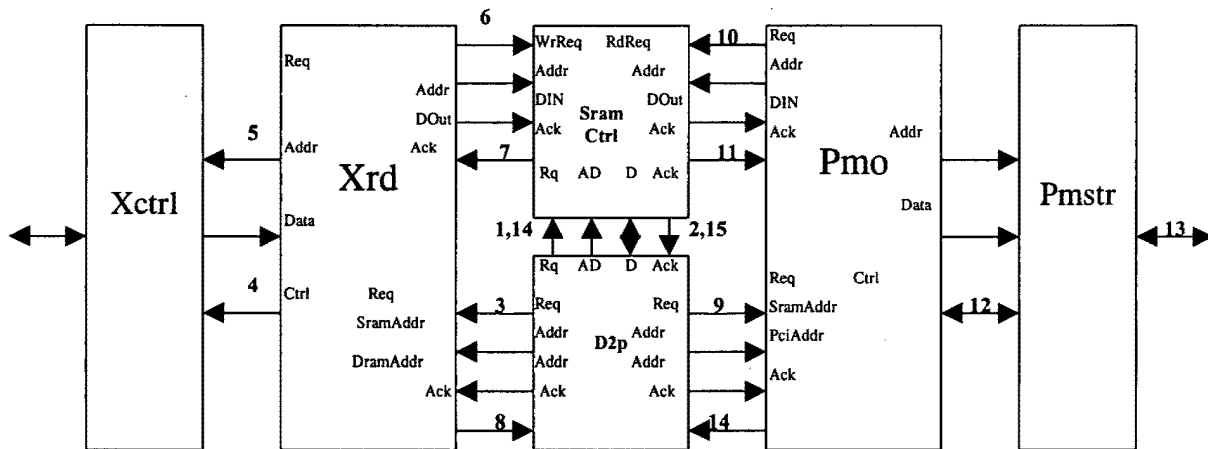 6
10
Req
WrReq RdReq
Req
Addr
Addr
Addr Addr
DIN DOut
DIN
DOut
Sram
Ctrl
Ack
Ack Ack
Ack
Addr
5
Addr
7
11
Xctrl
Xrd
Pmo
Pmstr
Rq AD D Ack
Data
Data
1,14
2,15
13
4
Rq AD D Ack
Ctrl
Req
3
Req Req
9
Req
Ctrl
SramAddr
SramAddr
12
Addr Addr
D2p
PciAddr
DramAddr
Addr Addr
Ack
Ack
Ack Ack
8
14